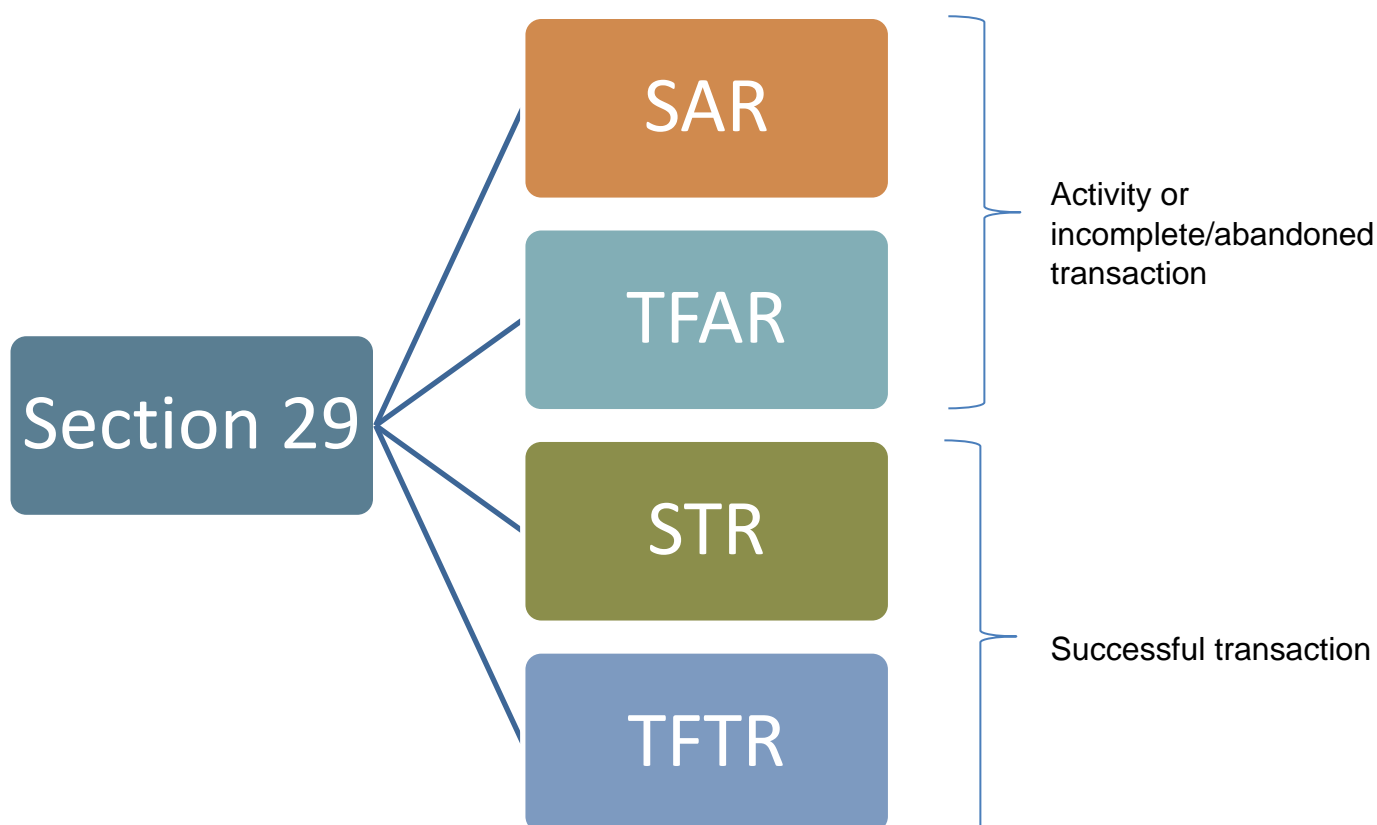 SAR
Activity or
incomplete/abandoned
transaction
TFAR
Section 29
STR
Successful transaction
TFTR